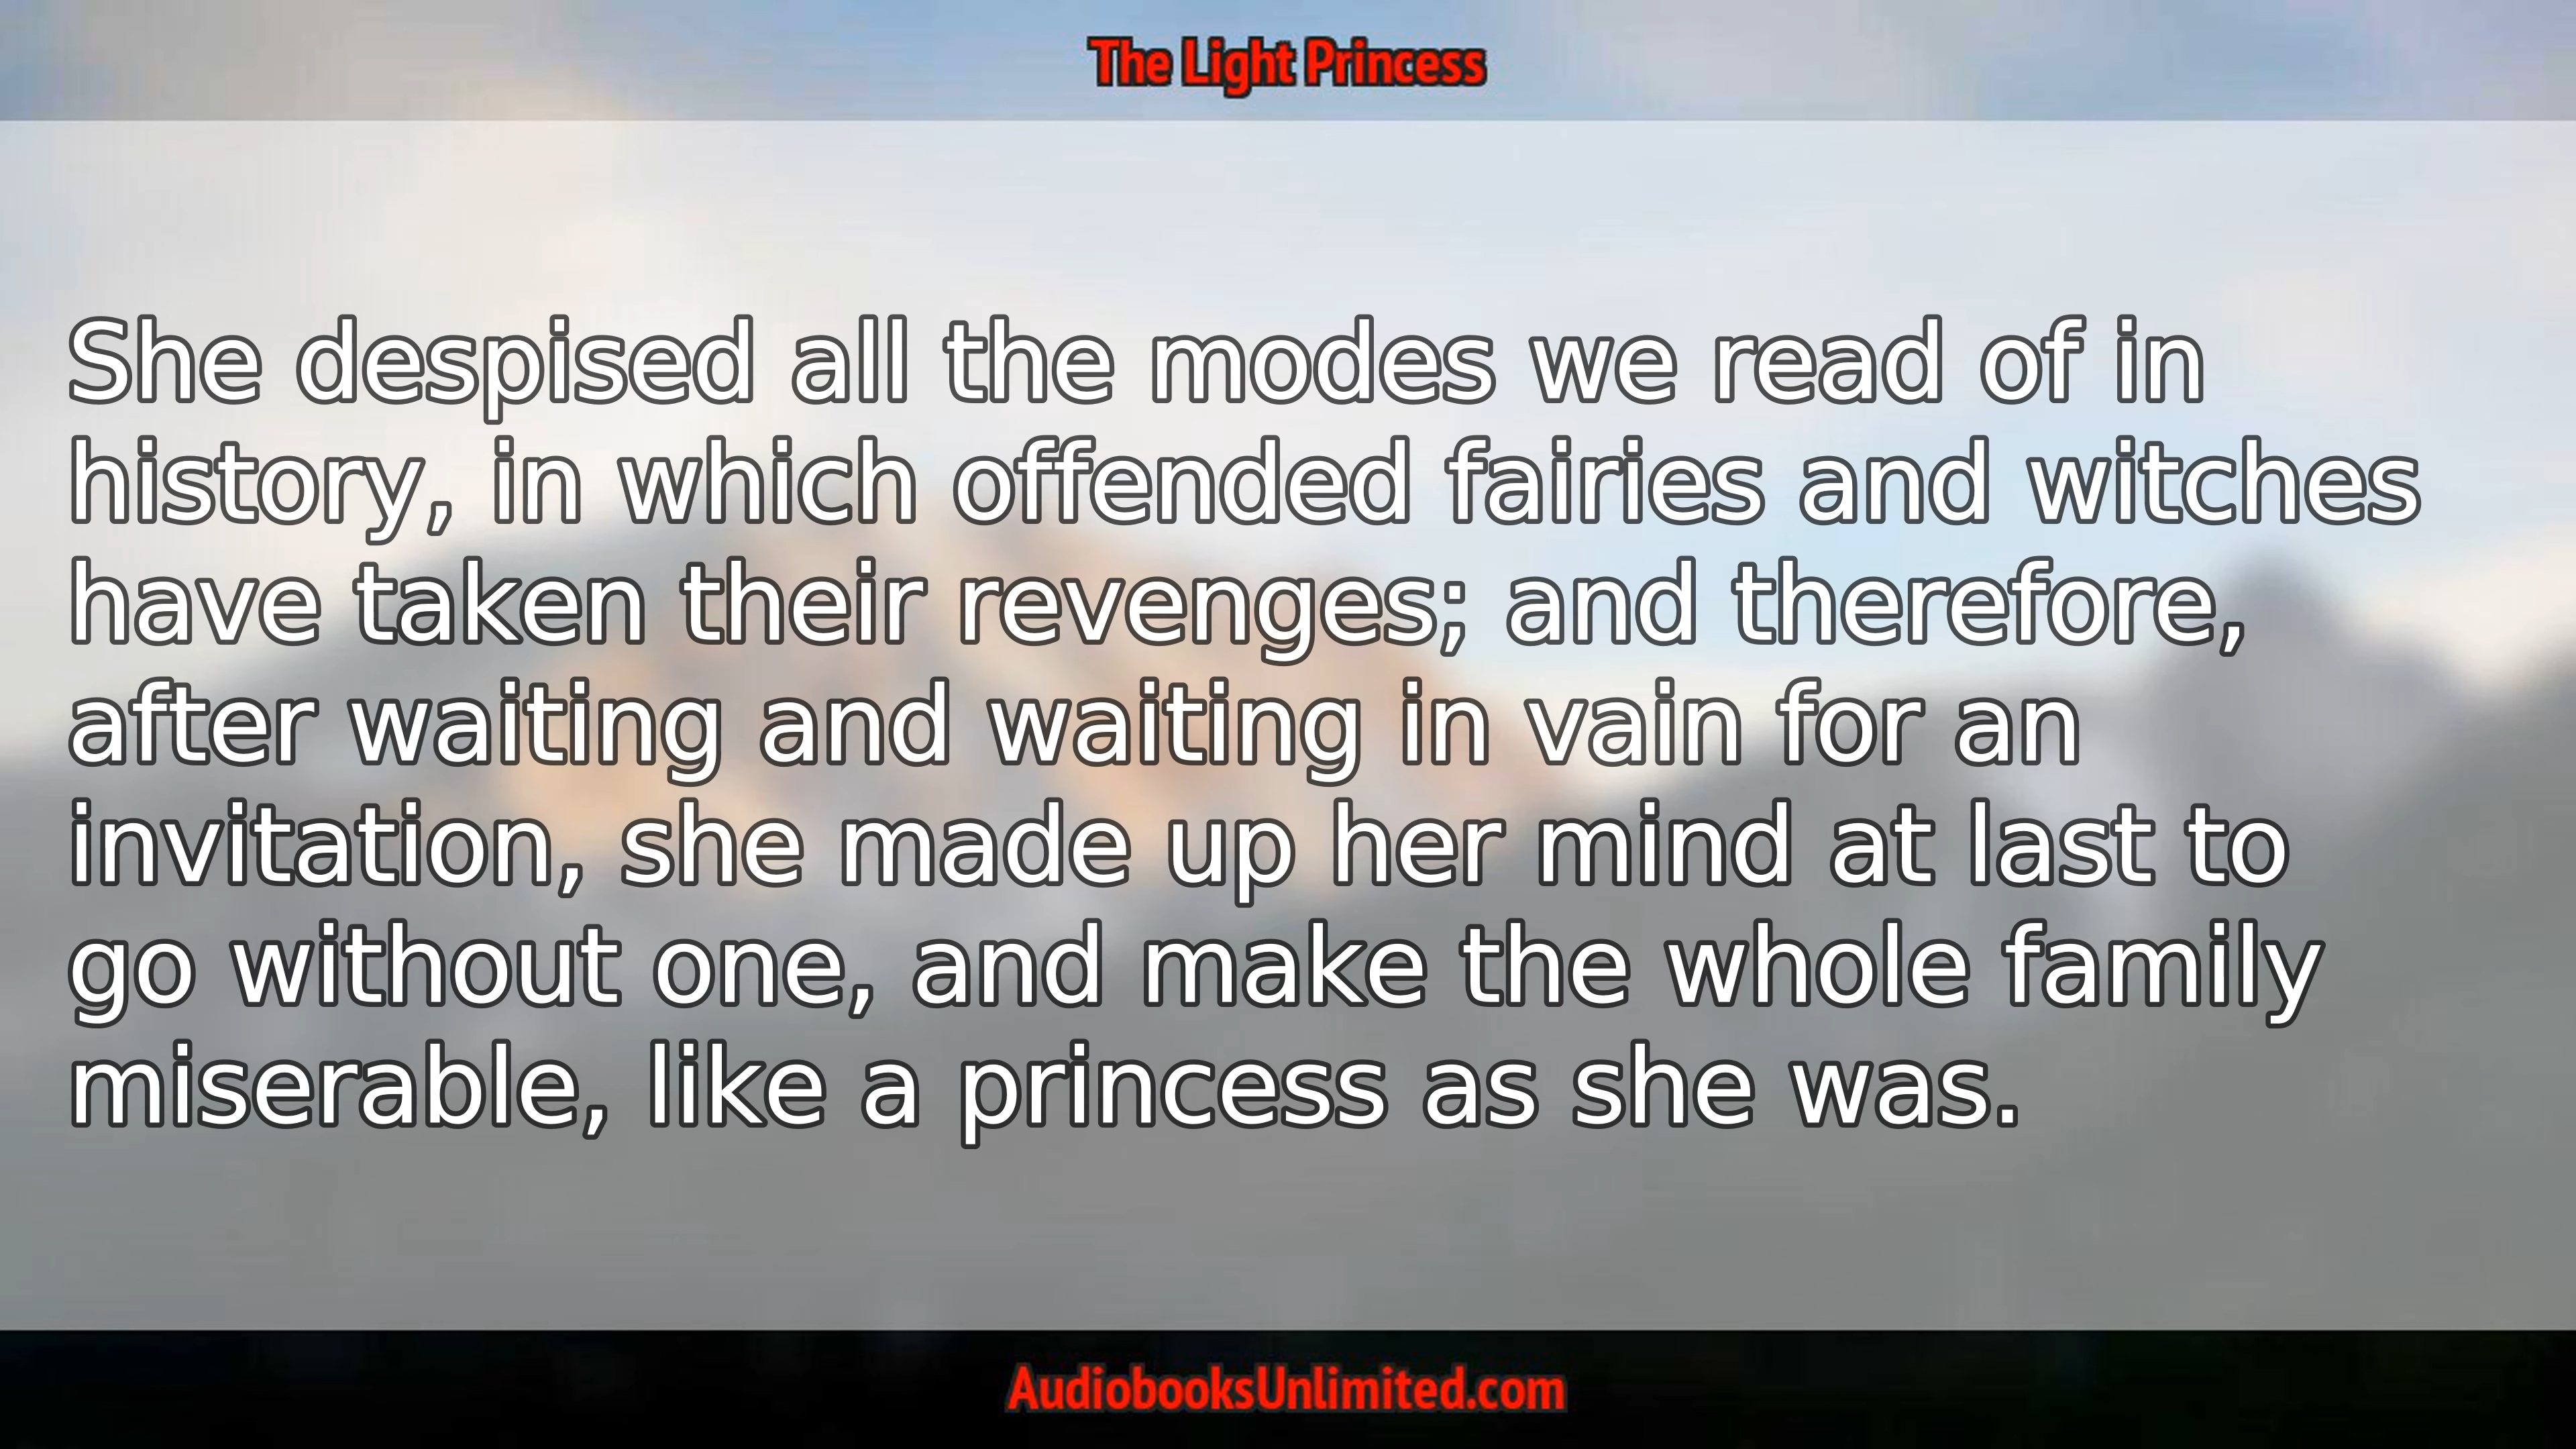 The Light Princess
She despised all the modes we read of in
history, in which offended fairies and witches
have taken their revenges; and therefore,
after waiting and waiting in vain for an
invitation, she made up her mind at last to
go without one, and make the whole family
miserable, like a princess as she was.
AudiobooksUnlimited.com